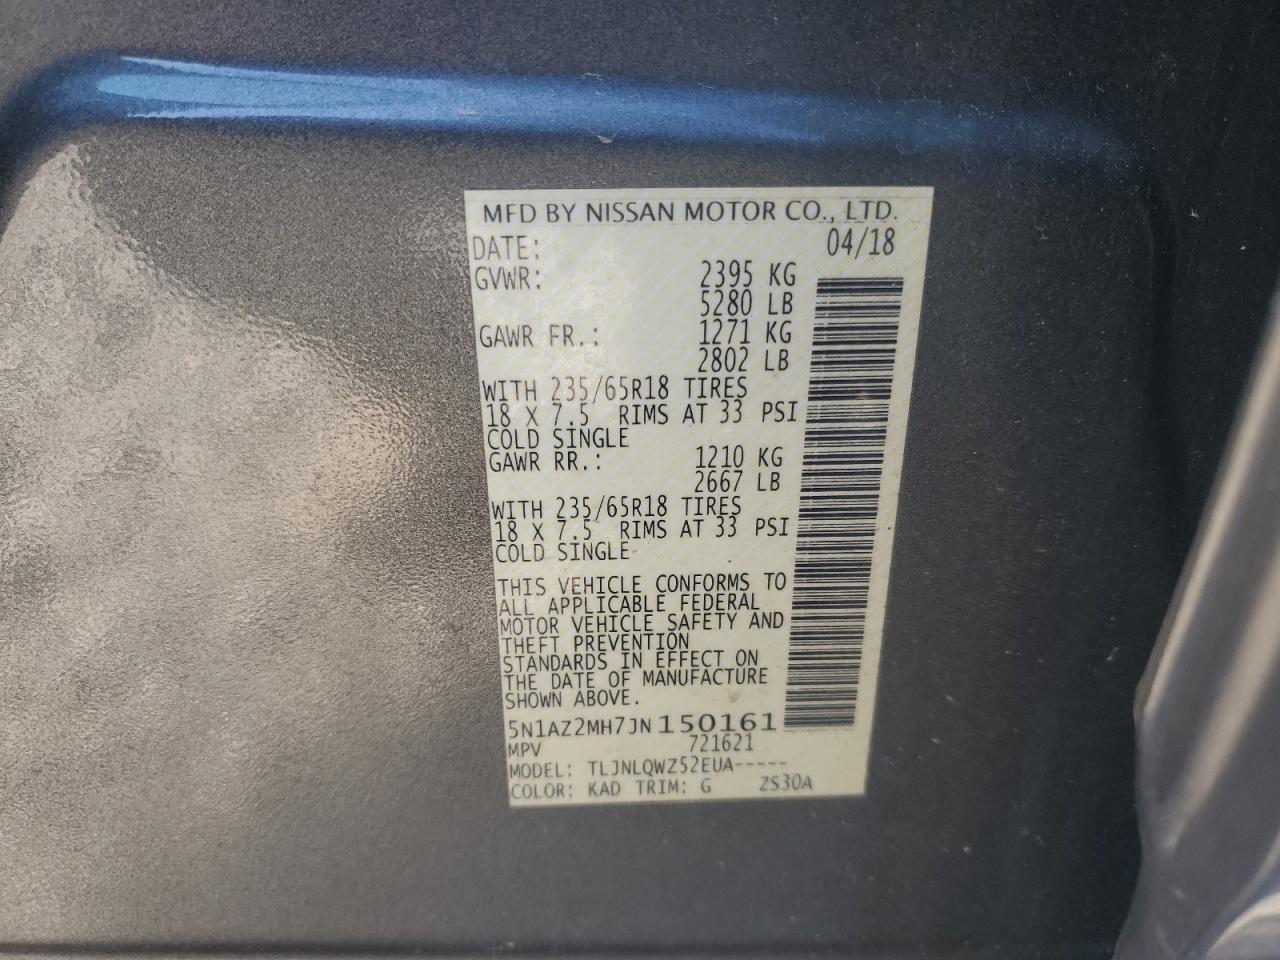 MFD BY NISSAN MOTOR CO., LTD.
DATE: 04/18
GVWR: 2395 KG
5280 LB
GAWR FR.: 1271 KG
2802 LB
WITH 235/65R18 TIRES
18 X 7.5 RIMS AT 33 PSI
COLD SINGLE
GAWR RR.: 1210 KG
2667 LB
WITH 235/65R18 TIRES
18 X 7.5 RIMS AT 33 PSI
COLD SINGLE
THIS VEHICLE CONFORMS TO
ALL APPLICABLE FEDERAL
MOTOR VEHICLE SAFETY AND
THEFT PREVENTION
STANDARDS IN EFFECT ON
THE DATE OF MANUFACTURE
SHOWN ABOVE.
5N1AZ2MH7JN150161
MPV 721621
MODEL: TLJNLQWZ52EUA-----
COLOR: KAD TRIM: G ZS30A